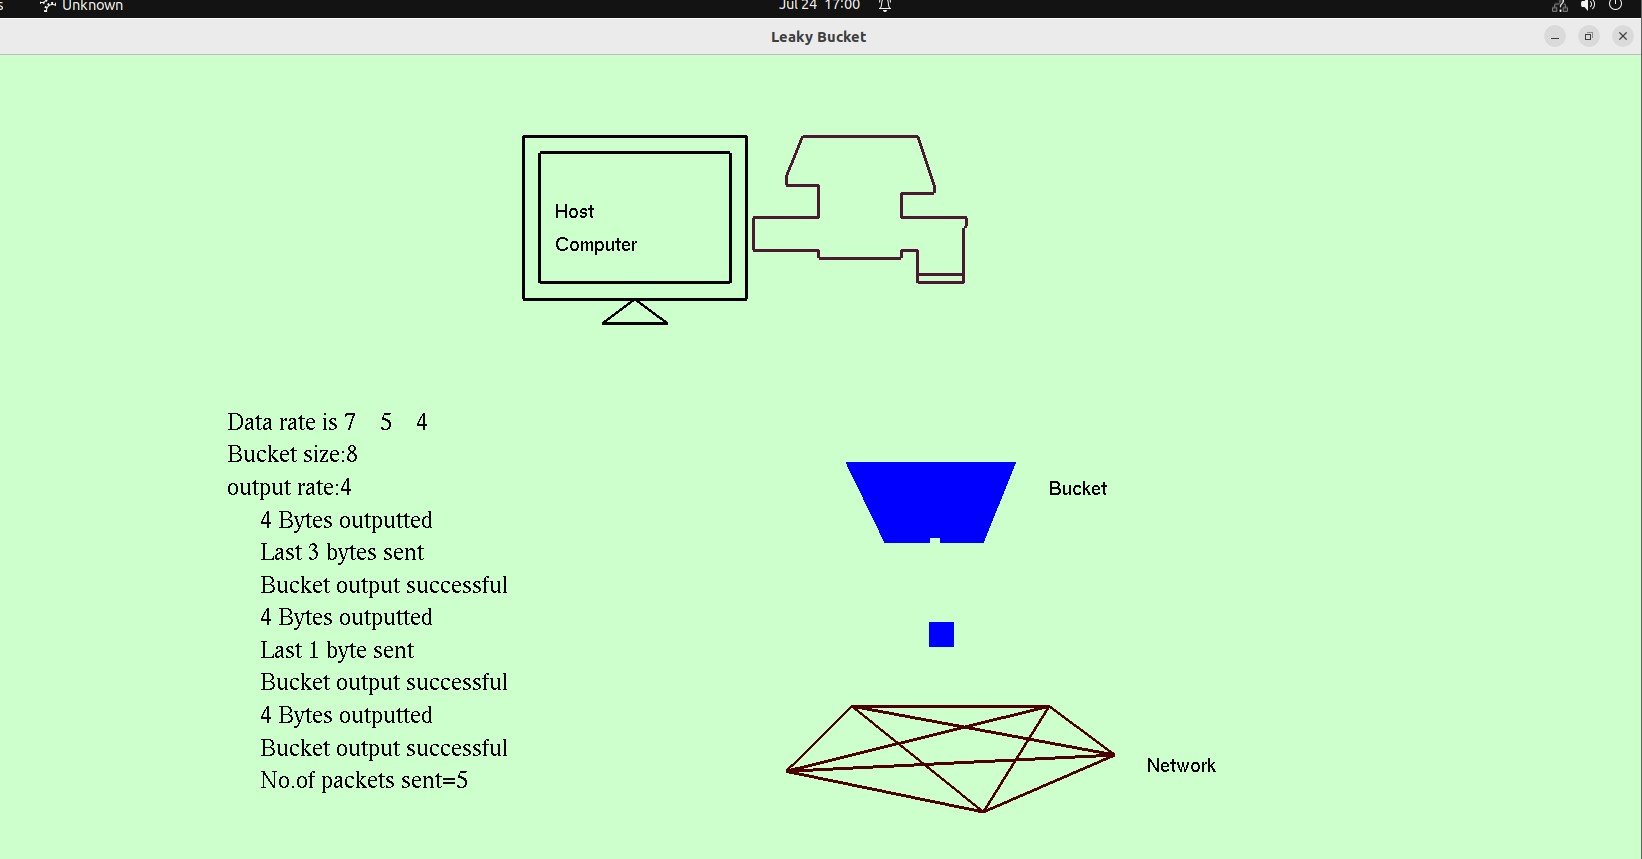 Unknown
Jul 24 17:00
Leaky Bucket
Host
Computer
Data rate is 7 5 4
Bucket size:8
output rate:4
4 Bytes outputted
Last 3 bytes sent
Bucket output successful
4 Bytes outputted
Last 1 byte sent
Bucket output successful
4 Bytes outputted
Bucket output successful
No.of packets sent=5
Bucket
Network